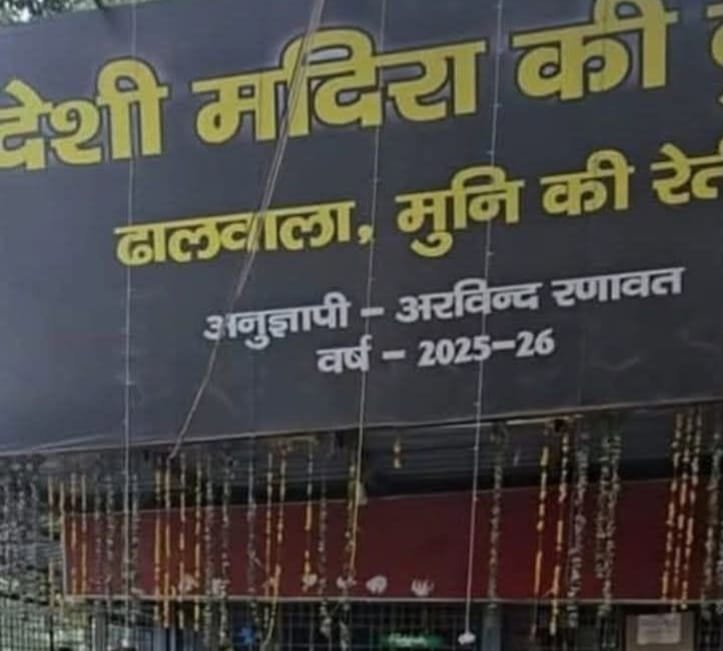 देशी मदिरा की
ढालवाला, मुनि की रेती
अनुज्ञापी – अरविन्द रणावत
वर्ष – 2025–26